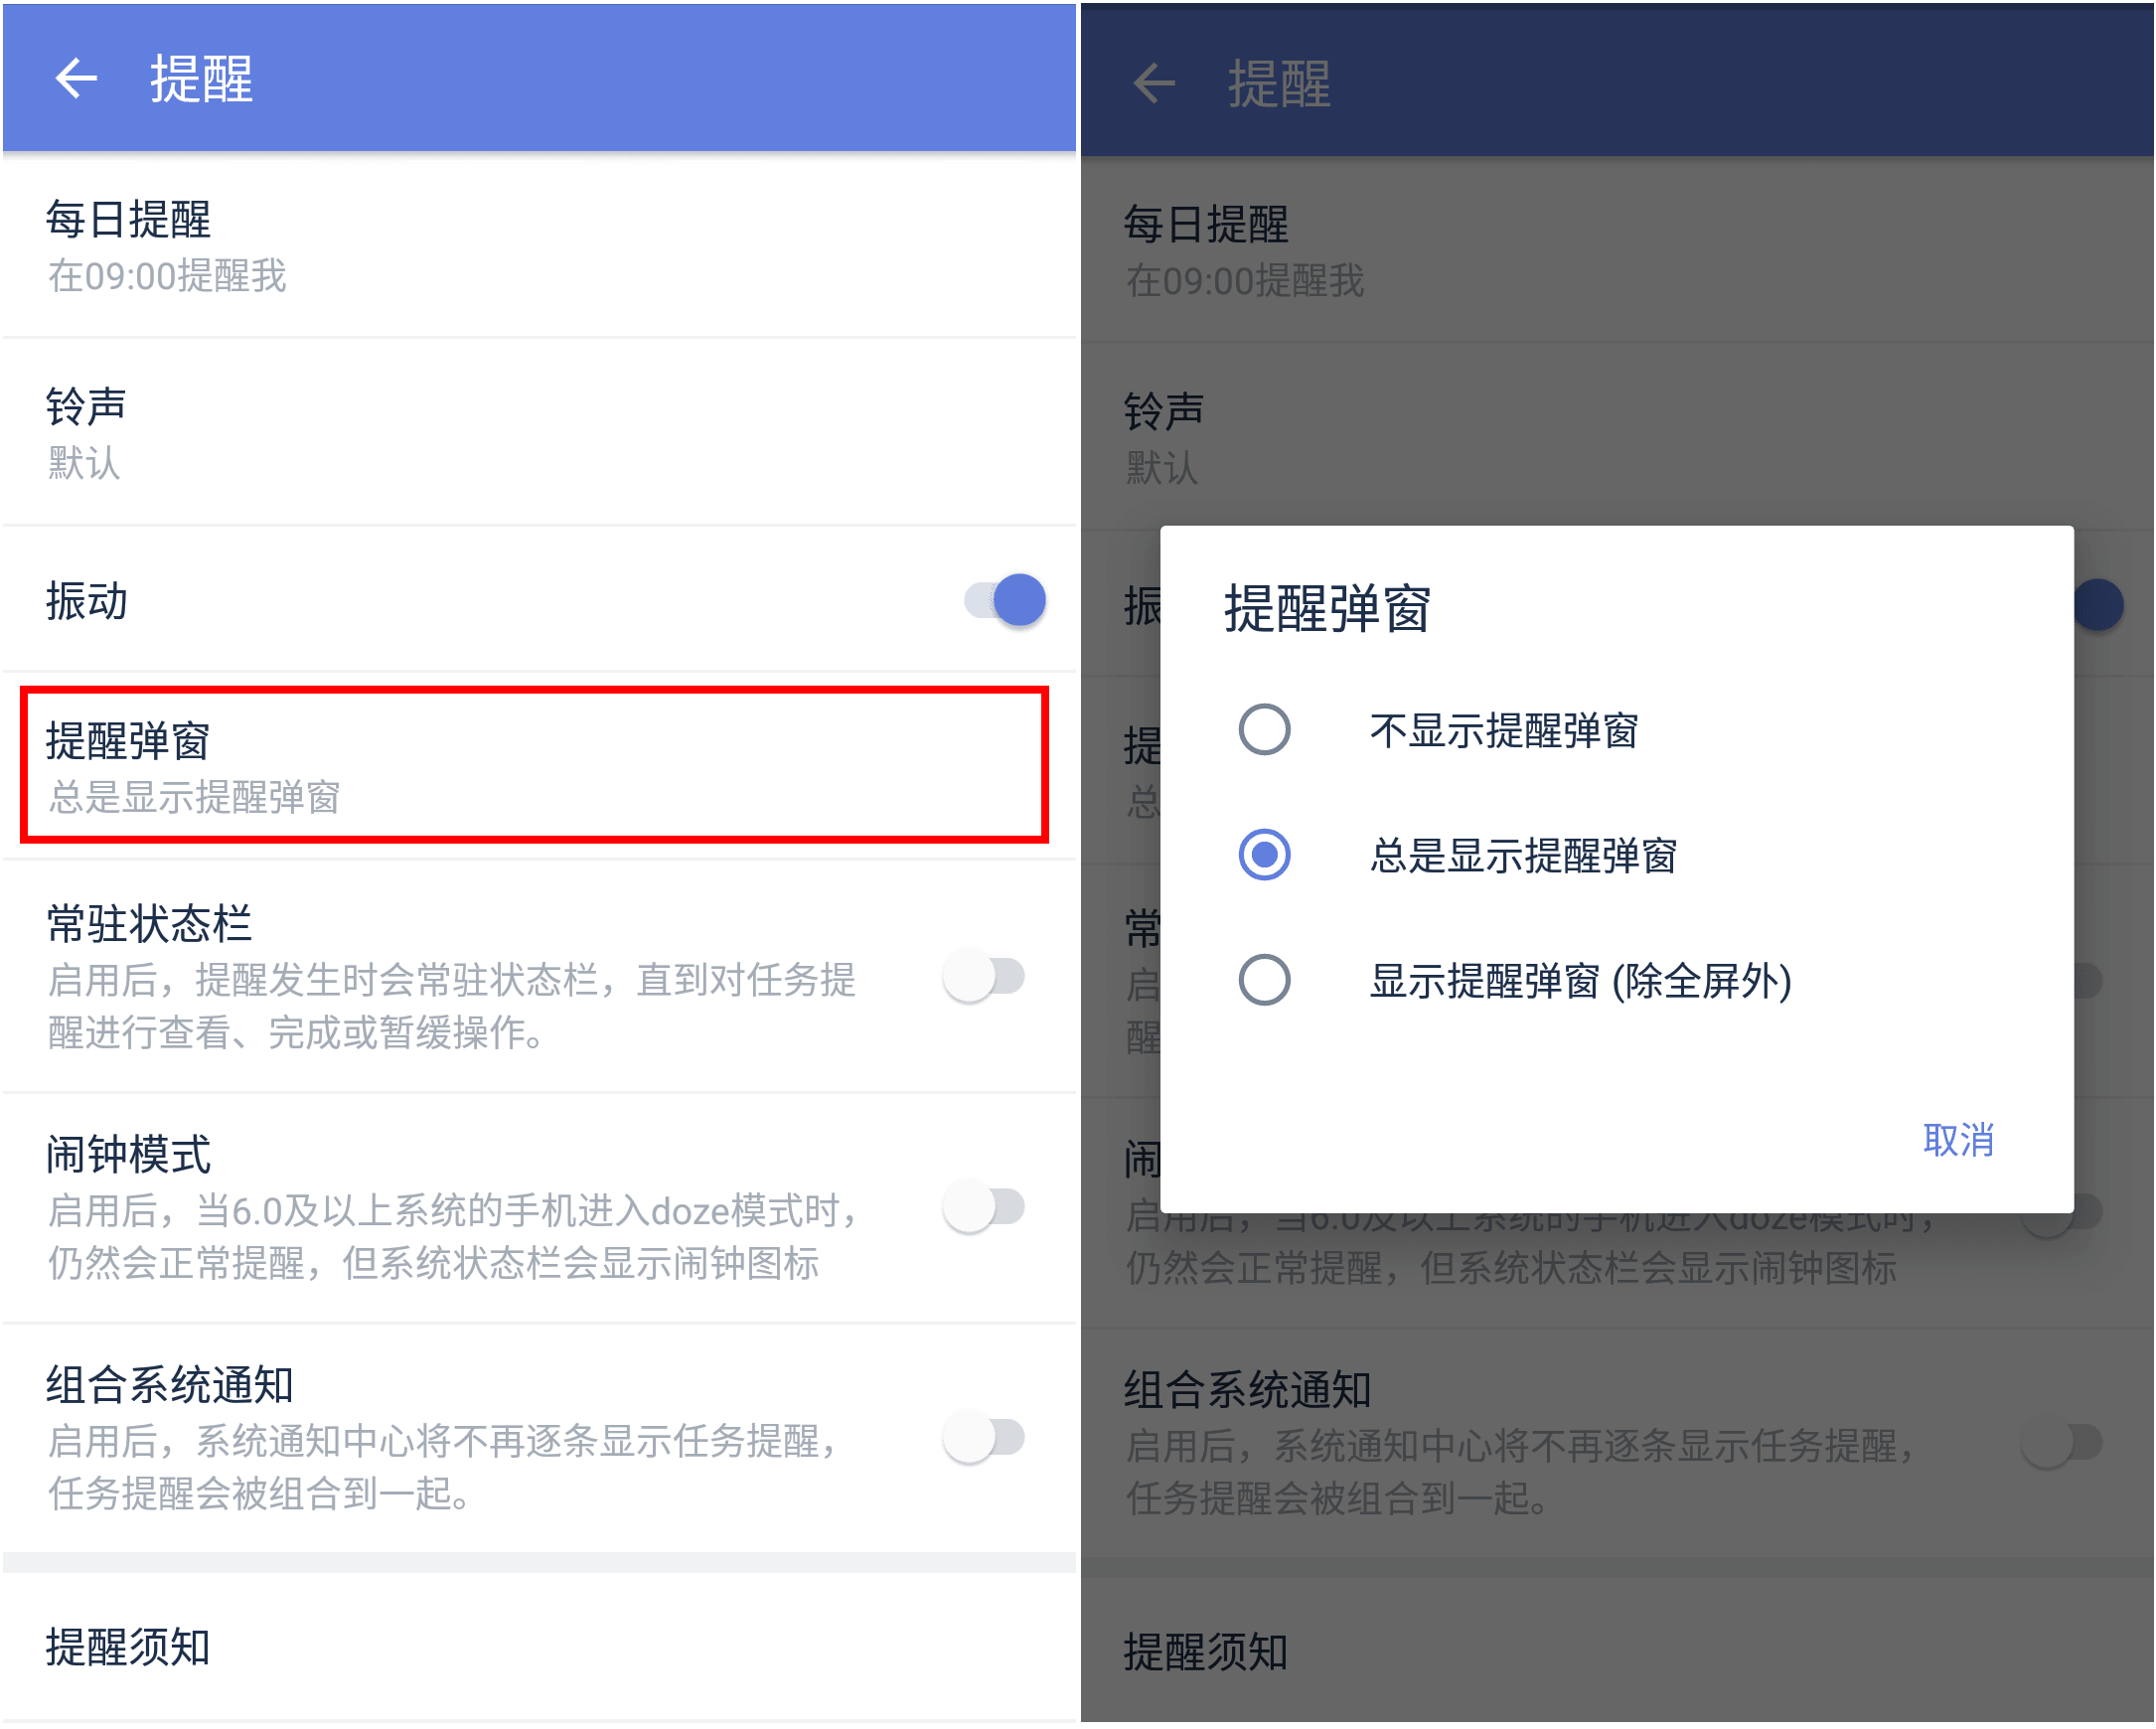 提醒
每日提醒
在09:00提醒我
铃声
默认
振动
提醒弹窗
总是显示提醒弹窗
常驻状态栏
启用后，提醒发生时会常驻状态栏，直到对任务提
醒进行查看、完成或暂缓操作。
闹钟模式
启用后，当6.0及以上系统的手机进入doze模式时，
仍然会正常提醒，但系统状态栏会显示闹钟图标
组合系统通知
启用后，系统通知中心将不再逐条显示任务提醒，
任务提醒会被组合到一起。
提醒须知
提醒
每日提醒
在09:00提醒我
铃声
默认
振
提
总
常
启
醒
闹
提醒弹窗
不显示提醒弹窗
总是显示提醒弹窗
显示提醒弹窗 (除全屏外)
取消
启用后，当6.0及以上系统的手机进入doze模式时，
仍然会正常提醒，但系统状态栏会显示闹钟图标
组合系统通知
启用后，系统通知中心将不再逐条显示任务提醒，
任务提醒会被组合到一起。
提醒须知